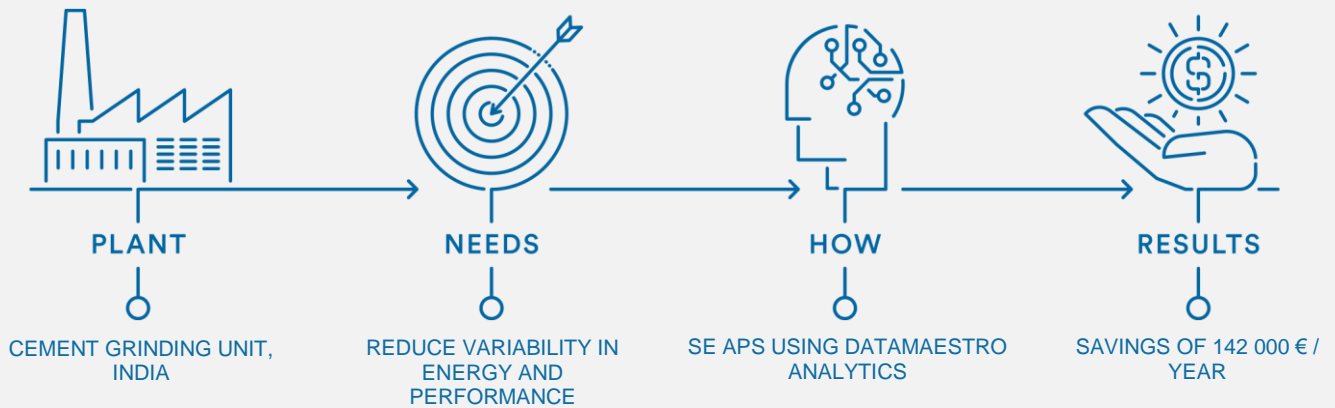 PLANT
NEEDS
HOW
RESULTS
CEMENT GRINDING UNIT,
INDIA
REDUCE VARIABILITY IN
ENERGY AND
PERFORMANCE
SE APS USING DATAMAESTRO
ANALYTICS
SAVINGS OF 142 000 € /
YEAR